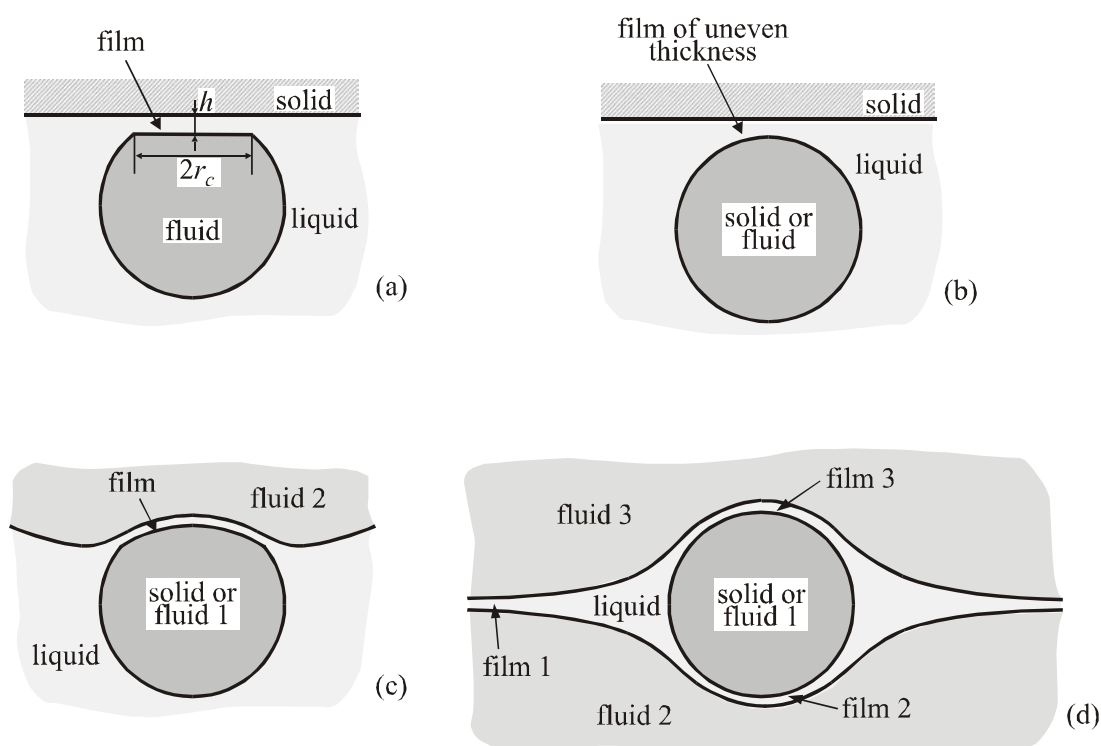 film
h
solid
2r_c
fluid
liquid
(a)
film of uneven
thickness
solid
liquid
solid or
fluid
(b)
film
fluid 2
solid or
fluid 1
liquid
(c)
film 3
fluid 3
liquid
solid or
fluid 1
film 1
fluid 2
film 2
(d)